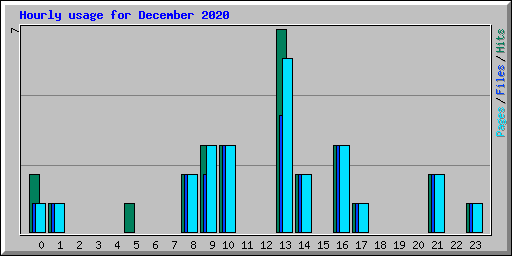 Hourly usage for December 2020
7
Pages/Files/Hits
0 1 2 3 4 5 6 7 8 9 10 11 12 13 14 15 16 17 18 19 20 21 22 23